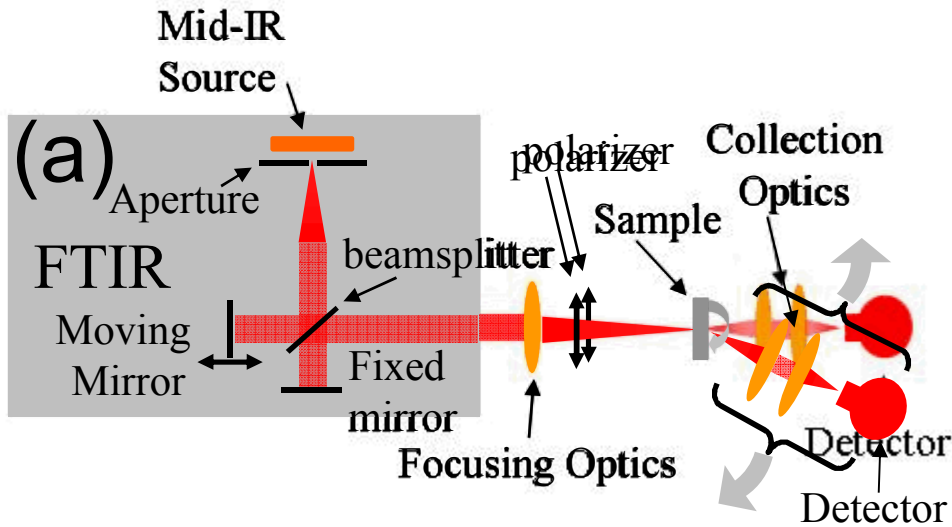 Mid-IR
Source
(a)
polarizer
polarizer
Collection
Optics
Aperture
Sample
FTIR
beamsplitter
Moving
Mirror
Fixed
mirror
Focusing Optics
Detector
Detector